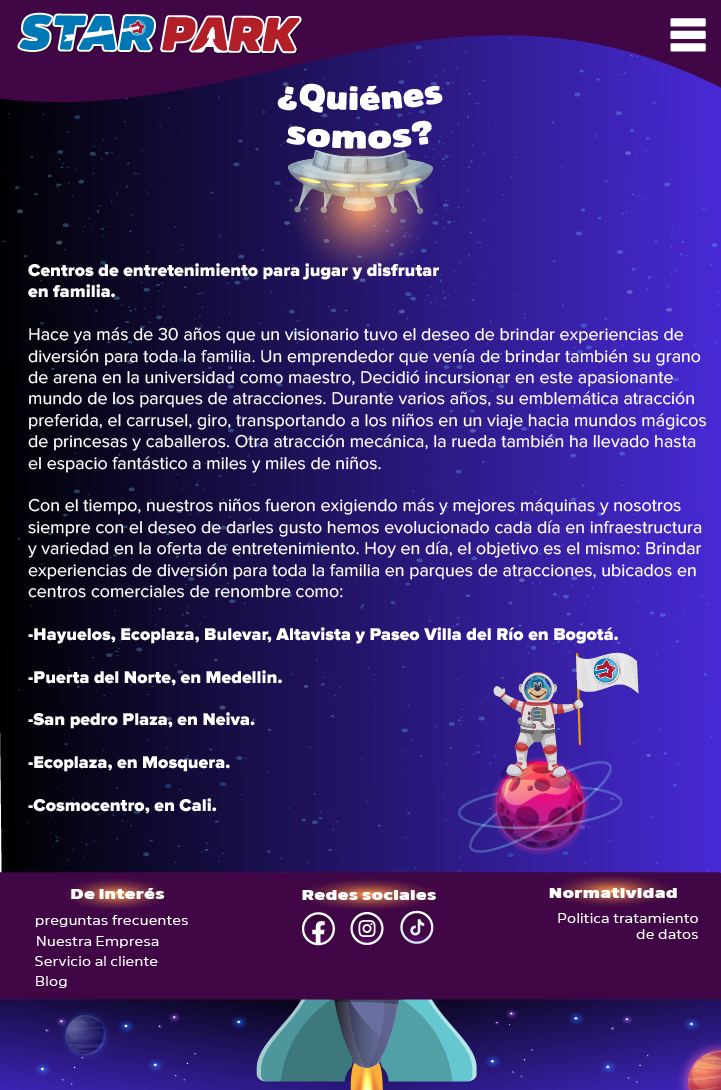 STAR PARK
¿Quiénes
somos?
Centros de entretenimiento para jugar y disfrutar
en familia.
Hace ya más de 30 años que un visionario tuvo el deseo de brindar experiencias de
diversión para toda la familia. Un emprendedor que venía de brindar también su grano
de arena en la universidad como maestro, Decidió incursionar en este apasionante
mundo de los parques de atracciones. Durante varios años, su emblemática atracción
preferida, el carrusel, giro, transportando a los niños en un viaje hacia mundos mágicos
de princesas y caballeros. Otra atracción mecánica, la rueda también ha llevado hasta
el espacio fantástico a miles y miles de niños.
Con el tiempo, nuestros niños fueron exigiendo más y mejores máquinas y nosotros
siempre con el deseo de darles gusto hemos evolucionado cada día en infraestructura
y variedad en la oferta de entretenimiento. Hoy en día, el objetivo es el mismo: Brindar
experiencias de diversión para toda la familia en parques de atracciones, ubicados en
centros comerciales de renombre como:
-Hayuelos, Ecoplaza, Bulevar, Altavista y Paseo Villa del Río en Bogotá.
-Puerta del Norte, en Medellin.
-San pedro Plaza, en Neiva.
-Ecoplaza, en Mosquera.
-Cosmocentro, en Cali.
De Interés
preguntas frecuentes
Nuestra Empresa
Servicio al cliente
Blog
Redes sociales
Normatividad
Politica tratamiento
de datos